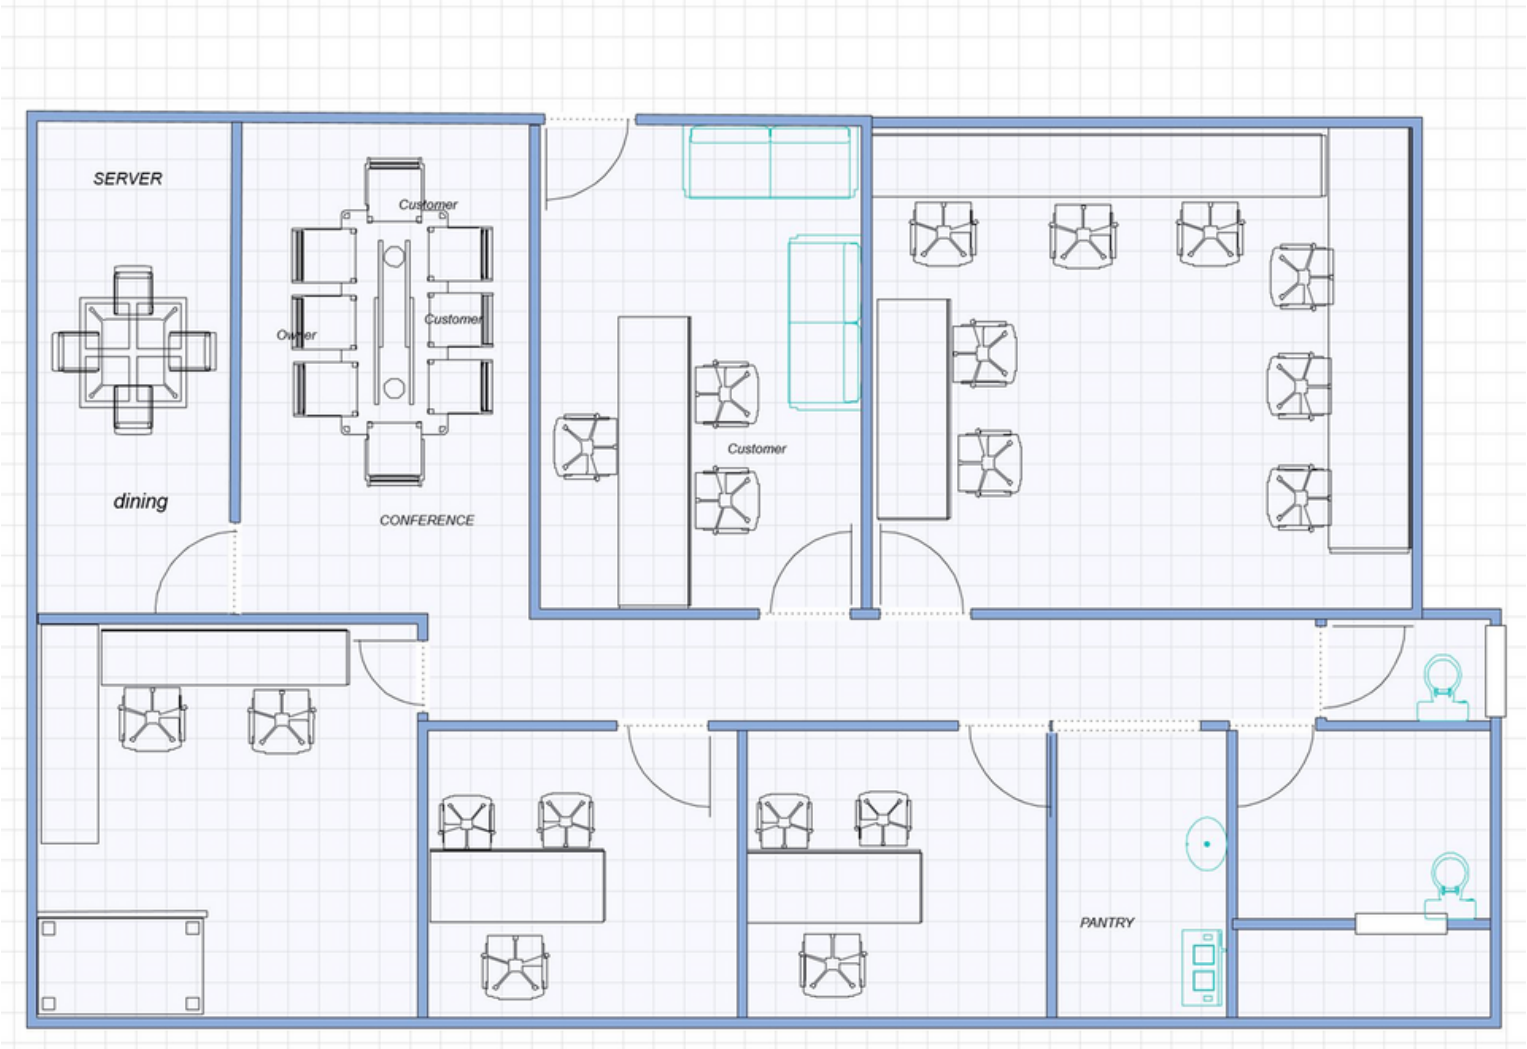 SERVER
Customer
Customer
Owner
Customer
dining
CONFERENCE
PANTRY